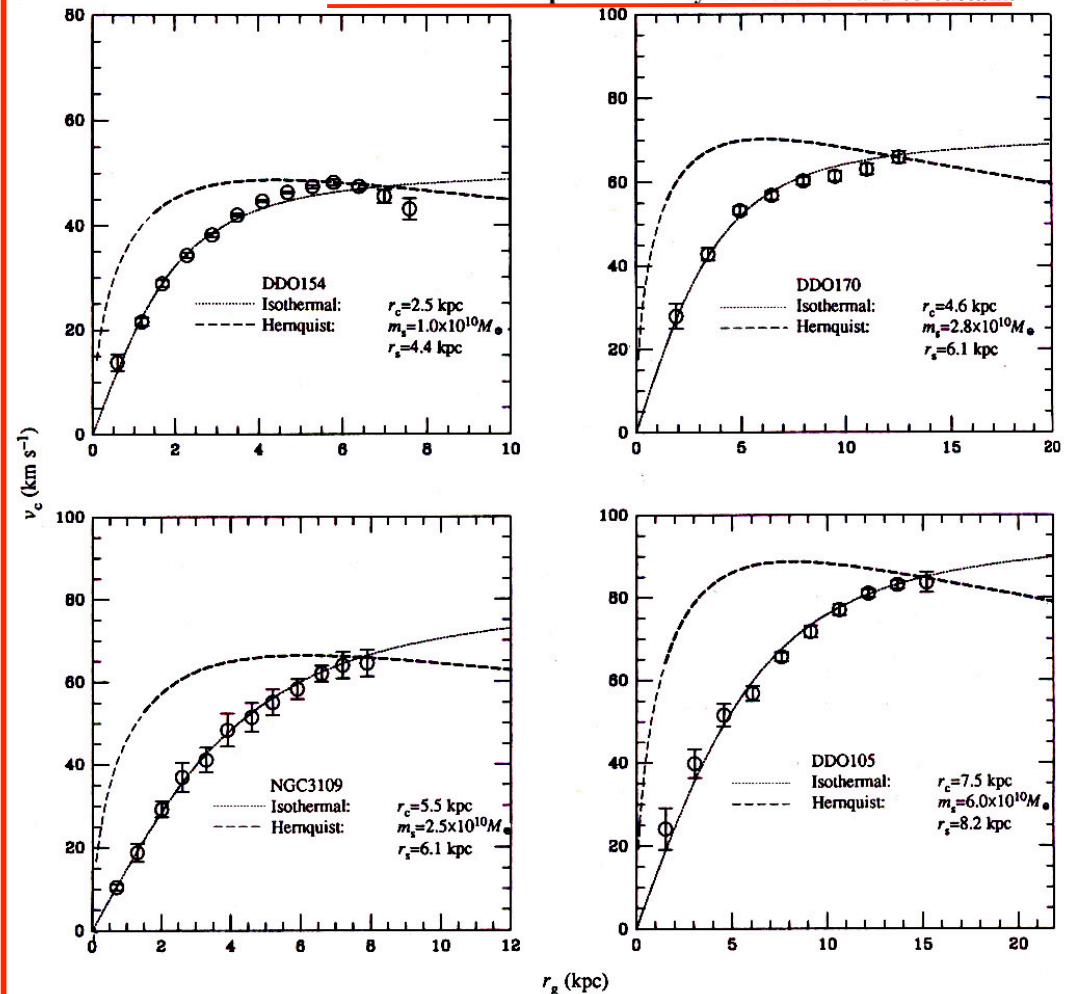 80
60
40
20
0
0 2 4 6 8 10
DDO154
Isothermal: r_c=2.5 kpc
Hernquist: m_s=1.0×10^10 M_⊙
r_s=4.4 kpc
100
80
60
40
20
0
0 5 10 15 20
DDO170
Isothermal: r_c=4.6 kpc
Hernquist: m_s=2.8×10^10 M_⊙
r_s=6.1 kpc
v_c (km s^−1)
100
80
60
40
20
0
0 2 4 6 8 10 12
NGC3109
Isothermal: r_c=5.5 kpc
Hernquist: m_s=2.5×10^10 M_⊙
r_s=6.1 kpc
100
80
60
40
20
0
0 5 10 15 20
DDO105
Isothermal: r_c=7.5 kpc
Hernquist: m_s=6.0×10^10 M_⊙
r_s=8.2 kpc
r_g (kpc)